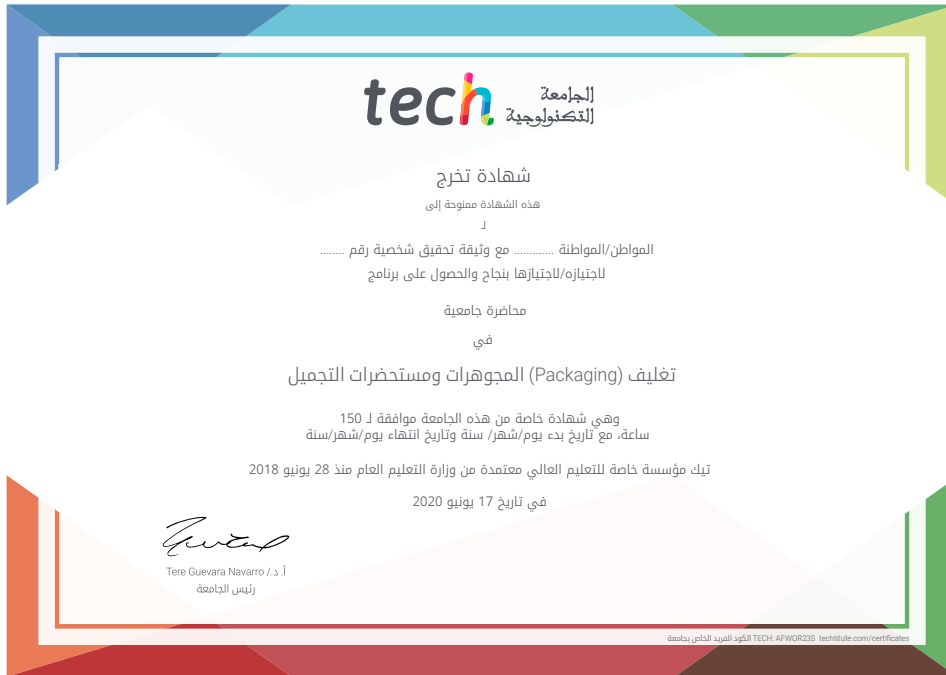 tech الجامعة
التكنولوجية
شهادة تخرج
هذه الشهادة ممنوحة إلى
لـ
المواطن/المواطنة ............ مع وثيقة تحقيق شخصية رقم ........
لاجتيازه/لاجتيازها بنجاح والحصول على برنامج
محاضرة جامعية
في
تغليف (Packaging) المجوهرات ومستحضرات التجميل
وهي شهادة خاصة من هذه الجامعة موافقة لـ 150
ساعة، مع تاريخ بدء يوم/شهر/ سنة وتاريخ انتهاء يوم/شهر/سنة
تيك مؤسسة خاصة للتعليم العالي معتمدة من وزارة التعليم العام منذ 28 يونيو 2018
في تاريخ 17 يونيو 2020
أ.د./ Tere Guevara Navarro
رئيس الجامعة
الكود الفريد الخاص بجامعة TECH: AFWOR23S techtitute.com/certificates